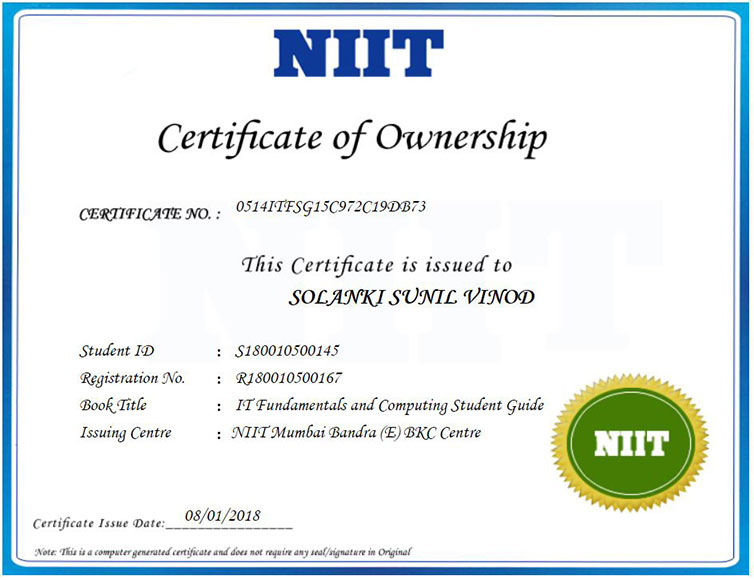 NIIT
Certificate of Ownership
CERTIFICATE NO. : 0514ITFSG15C972C19DB73
This Certificate is issued to
SOLANKI SUNIL VINOD
Student ID : S180010500145
Registration No. : R180010500167
Book Title : IT Fundamentals and Computing Student Guide
Issuing Centre : NIIT Mumbai Bandra (E) BKC Centre
NIIT
Certificate Issue Date: 08/01/2018
Note: This is a computer generated certificate and does not require any seal/signature in Original